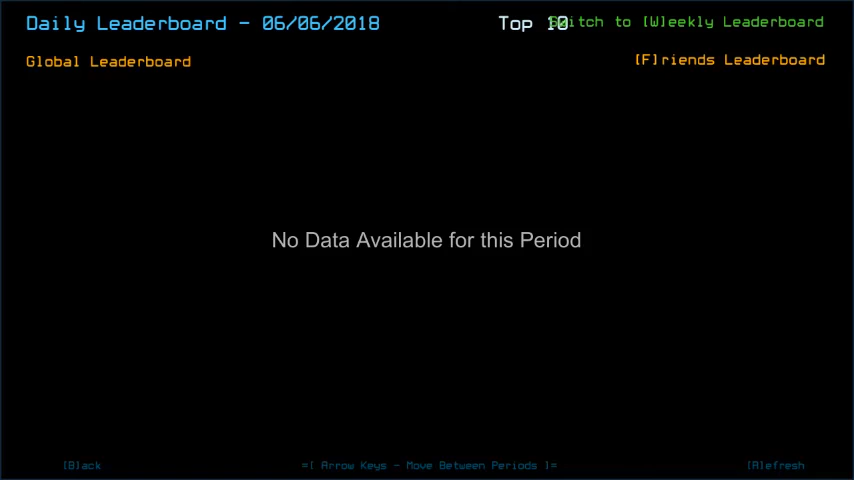 Daily Leaderboard - 06/06/2018 Top 10 Switch to [W]eekly Leaderboard
Global Leaderboard [F]riends Leaderboard
No Data Available for this Period
[B]ack =[ Arrow Keys - Move Between Periods ]= [R]efresh